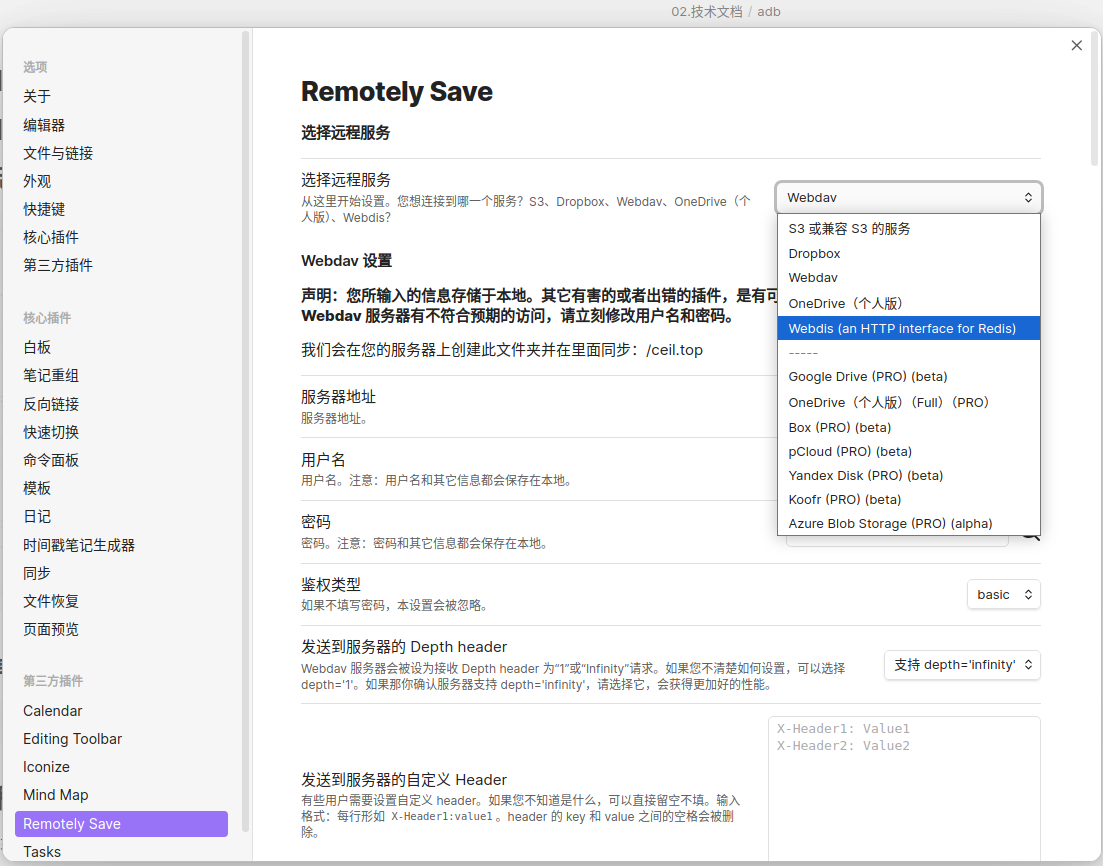 02.技术文档 / adb
选项
关于
编辑器
文件与链接
外观
快捷键
核心插件
第三方插件
核心插件
白板
笔记重组
反向链接
快速切换
命令面板
模板
日记
时间戳笔记生成器
同步
文件恢复
页面预览
第三方插件
Calendar
Editing Toolbar
Iconize
Mind Map
Remotely Save
Tasks
Remotely Save
选择远程服务
选择远程服务
从这里开始设置。您想连接到哪一个服务？S3、Dropbox、Webdav、OneDrive（个
人版）、Webdis？
Webdav
S3 或兼容 S3 的服务
Dropbox
Webdav
OneDrive（个人版）
Webdis (an HTTP interface for Redis)
-----
Google Drive (PRO) (beta)
OneDrive（个人版）（Full）（PRO）
Box (PRO) (beta)
pCloud (PRO) (beta)
Yandex Disk (PRO) (beta)
Koofr (PRO) (beta)
Azure Blob Storage (PRO) (alpha)
Webdav 设置
声明：您所输入的信息存储于本地。其它有害的或者出错的插件，是有可
Webdav 服务器有不符合预期的访问，请立刻修改用户名和密码。
我们会在您的服务器上创建此文件夹并在里面同步：/ceil.top
服务器地址
服务器地址。
用户名
用户名。注意：用户名和其它信息都会保存在本地。
密码
密码。注意：密码和其它信息都会保存在本地。
鉴权类型
如果不填写密码，本设置会被忽略。
basic
发送到服务器的 Depth header
Webdav 服务器会被设为接收 Depth header 为“1”或“Infinity”请求。如果您不清楚如何设置，可以选择
depth='1'。如果那你确认服务器支持 depth='infinity'，请选择它，会获得更加好的性能。
支持 depth='infinity'
发送到服务器的自定义 Header
有些用户需要设置自定义 header。如果您不知道是什么，可以直接留空不填。输入
格式：每行形如 X-Header1:value1 。header 的 key 和 value 之间的空格会被删
除。
X-Header1: Value1
X-Header2: Value2